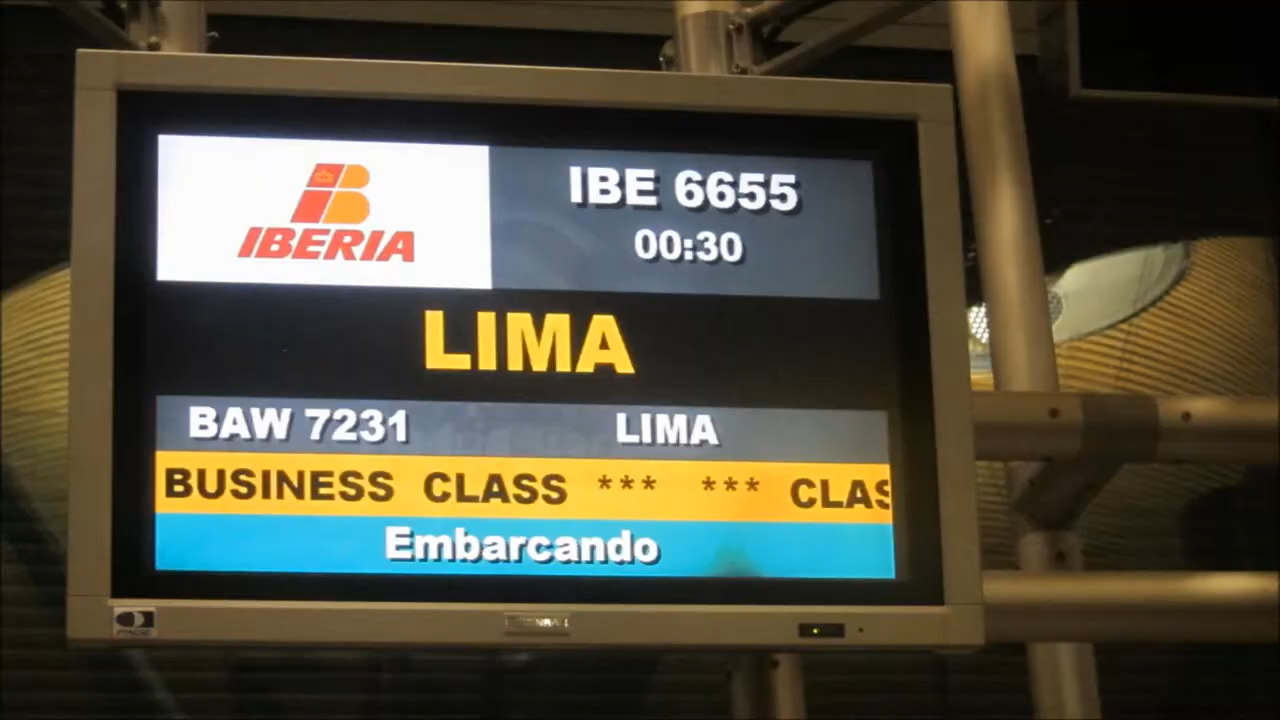 IBERIA
IBE 6655
00:30
LIMA
BAW 7231 LIMA
BUSINESS CLASS *** *** CLAS
Embarcando